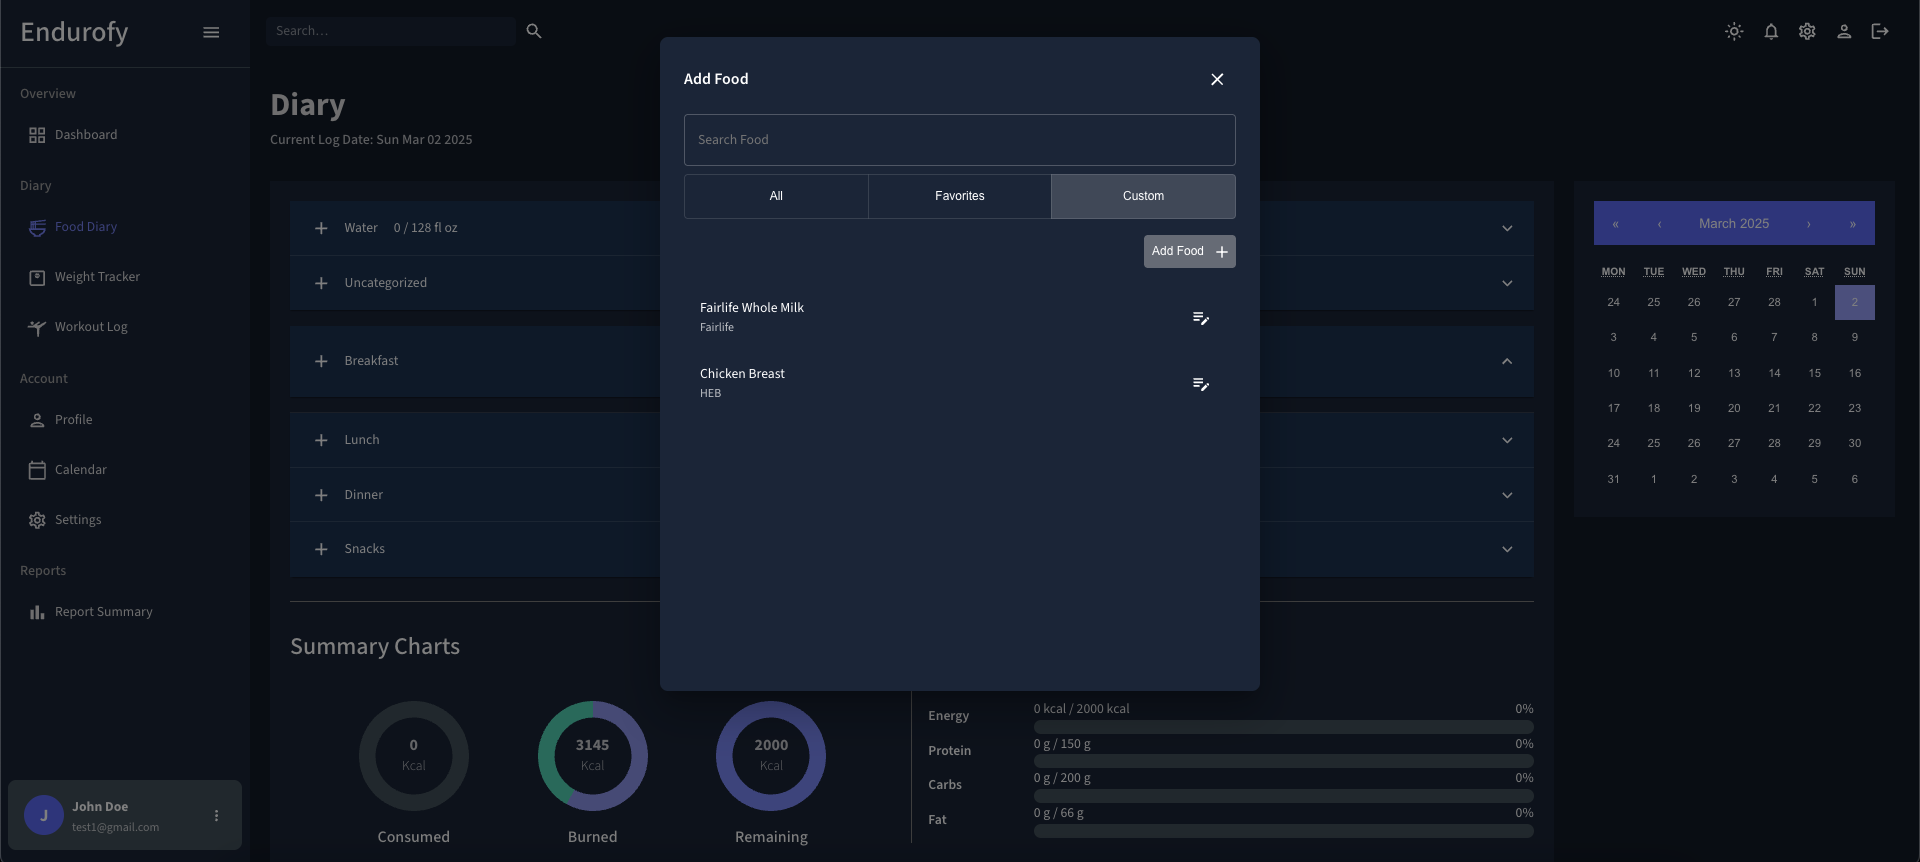 Endurofy
Search...
Overview
Dashboard
Diary
Food Diary
Weight Tracker
Workout Log
Account
Profile
Calendar
Settings
Reports
Report Summary
J
John Doe
test1@gmail.com
Diary
Current Log Date: Sun Mar 02 2025
Water 0 / 128 fl oz
Uncategorized
Breakfast
Lunch
Dinner
Snacks
Add Food
Search Food
All Favorites Custom
Add Food
Fairlife Whole Milk
Fairlife
Chicken Breast
HEB
« ‹ March 2025 › »
MON TUE WED THU FRI SAT SUN
24 25 26 27 28 1 2
3 4 5 6 7 8 9
10 11 12 13 14 15 16
17 18 19 20 21 22 23
24 25 26 27 28 29 30
31 1 2 3 4 5 6
Summary Charts
0
Kcal
Consumed
3145
Kcal
Burned
2000
Kcal
Remaining
Energy 0 kcal / 2000 kcal 0%
Protein 0 g / 150 g 0%
Carbs 0 g / 200 g 0%
Fat 0 g / 66 g 0%